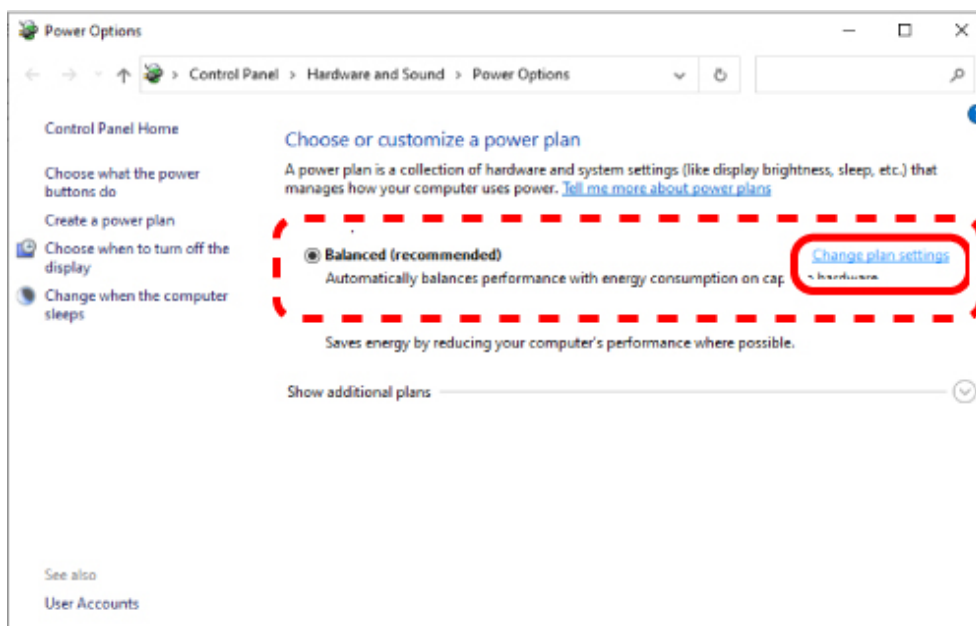 Power Options
Control Panel > Hardware and Sound > Power Options
Control Panel Home
Choose what the power
buttons do
Create a power plan
Choose when to turn off the
display
Change when the computer
sleeps
See also
User Accounts
Choose or customize a power plan
A power plan is a collection of hardware and system settings (like display brightness, sleep, etc.) that
manages how your computer uses power. Tell me more about power plans
Balanced (recommended)
Change plan settings
Automatically balances performance with energy consumption on hardware
Saves energy by reducing your computer's performance where possible.
Show additional plans